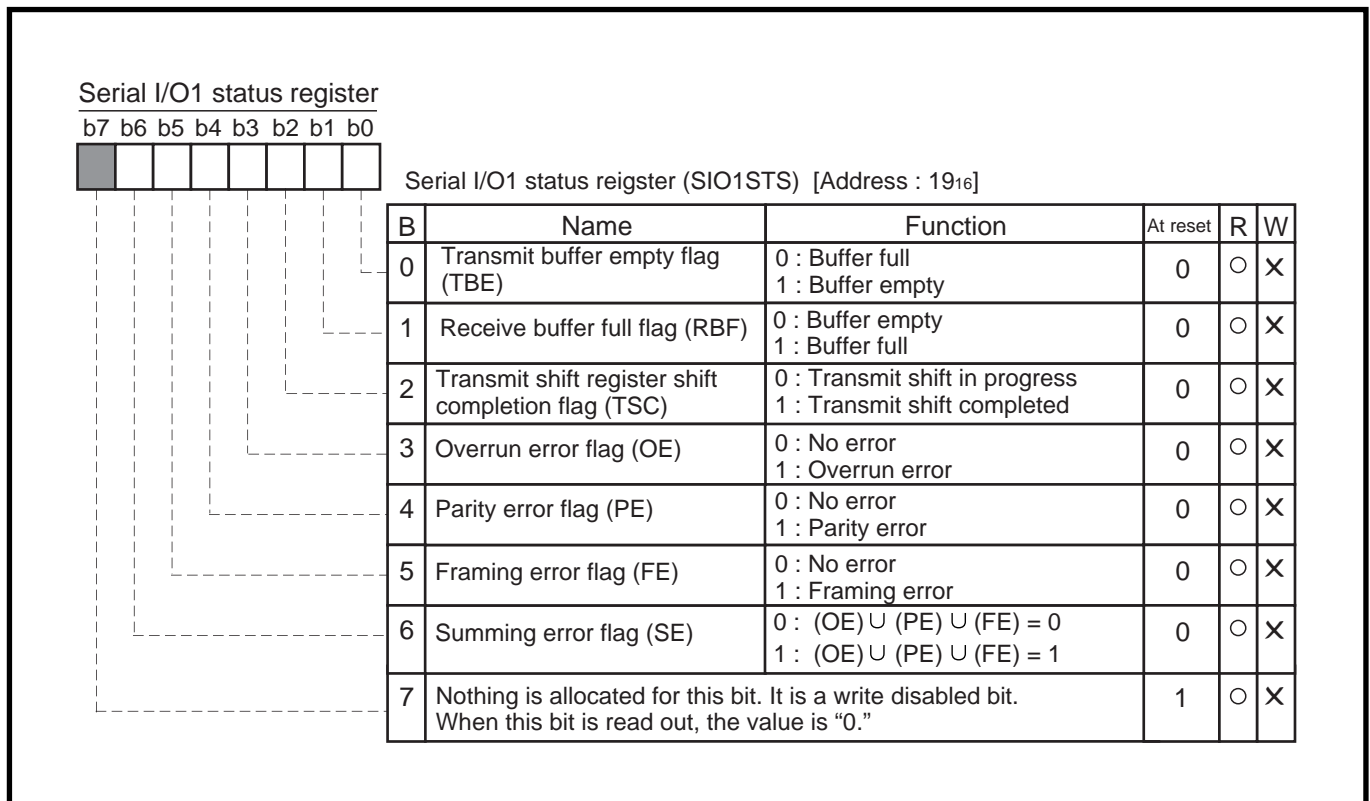 Serial I/O1 status register
b7 b6 b5 b4 b3 b2 b1 b0
Serial I/O1 status reigster (SIO1STS) [Address : 1916]
B Name Function At reset R W
0 Transmit buffer empty flag (TBE) 0 : Buffer full 1 : Buffer empty 0 ○ ×
1 Receive buffer full flag (RBF) 0 : Buffer empty 1 : Buffer full 0 ○ ×
2 Transmit shift register shift completion flag (TSC) 0 : Transmit shift in progress 1 : Transmit shift completed 0 ○ ×
3 Overrun error flag (OE) 0 : No error 1 : Overrun error 0 ○ ×
4 Parity error flag (PE) 0 : No error 1 : Parity error 0 ○ ×
5 Framing error flag (FE) 0 : No error 1 : Framing error 0 ○ ×
6 Summing error flag (SE) 0 : (OE) ∪ (PE) ∪ (FE) = 0 1 : (OE) ∪ (PE) ∪ (FE) = 1 0 ○ ×
7 Nothing is allocated for this bit. It is a write disabled bit. When this bit is read out, the value is “0.” 1 ○ ×